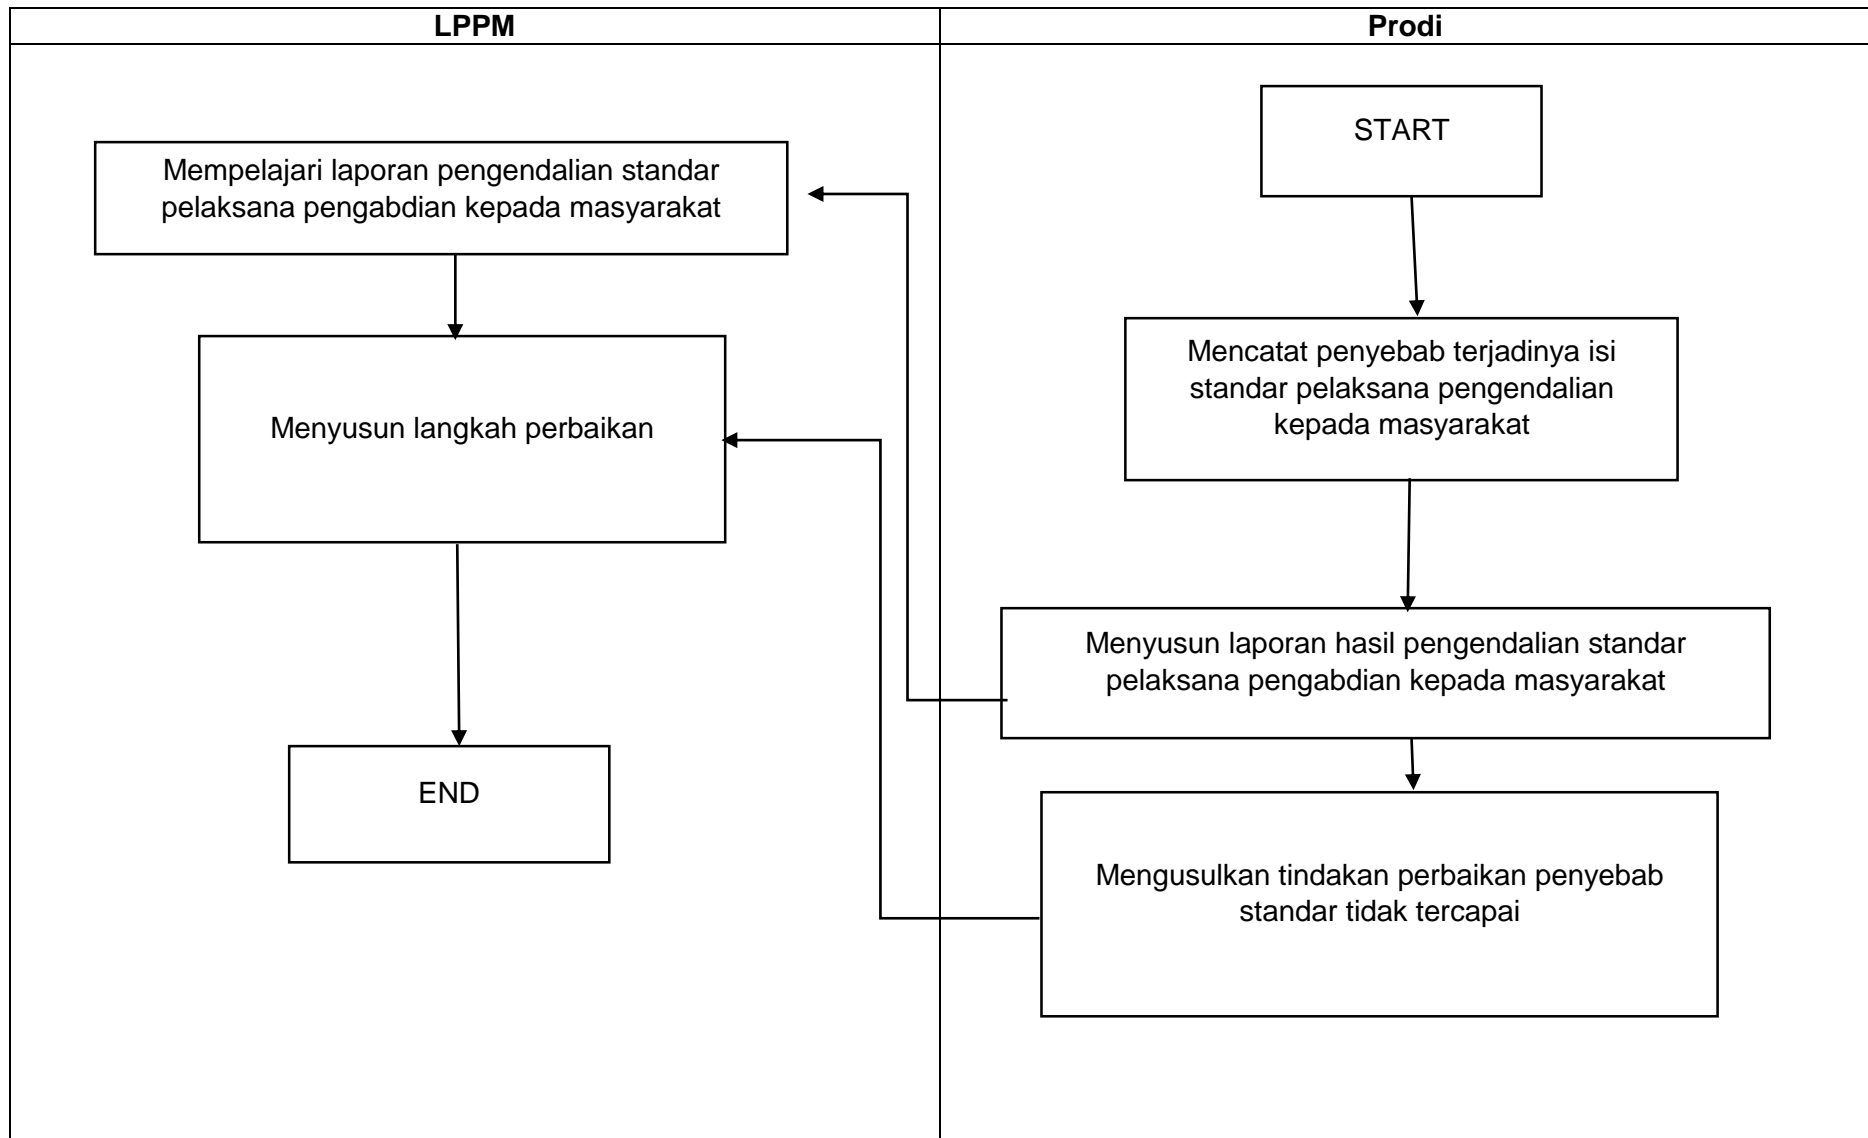 LPPM
Prodi
START
Mempelajari laporan pengendalian standar
pelaksana pengabdian kepada masyarakat
Mencatat penyebab terjadinya isi
standar pelaksana pengendalian
kepada masyarakat
Menyusun langkah perbaikan
Menyusun laporan hasil pengendalian standar
pelaksana pengabdian kepada masyarakat
END
Mengusulkan tindakan perbaikan penyebab
standar tidak tercapai